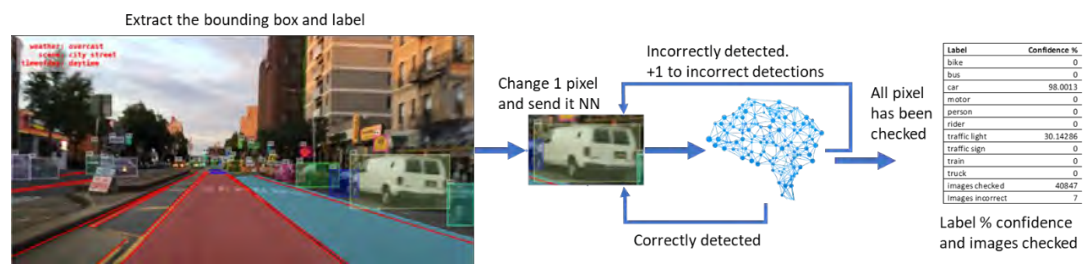 Extract the bounding box and label
weather: overcast
scene: city street
timeofday: daytime
Change 1 pixel
and send it NN
Incorrectly detected.
+1 to incorrect detections
Correctly detected
All pixel
has been
checked
Label Confidence %
bike 0
bus 0
car 98.0013
motor 0
person 0
rider 0
traffic light 30.14286
traffic sign 0
train 0
truck 0
images checked 40847
Images incorrect 7
Label % confidence
and images checked